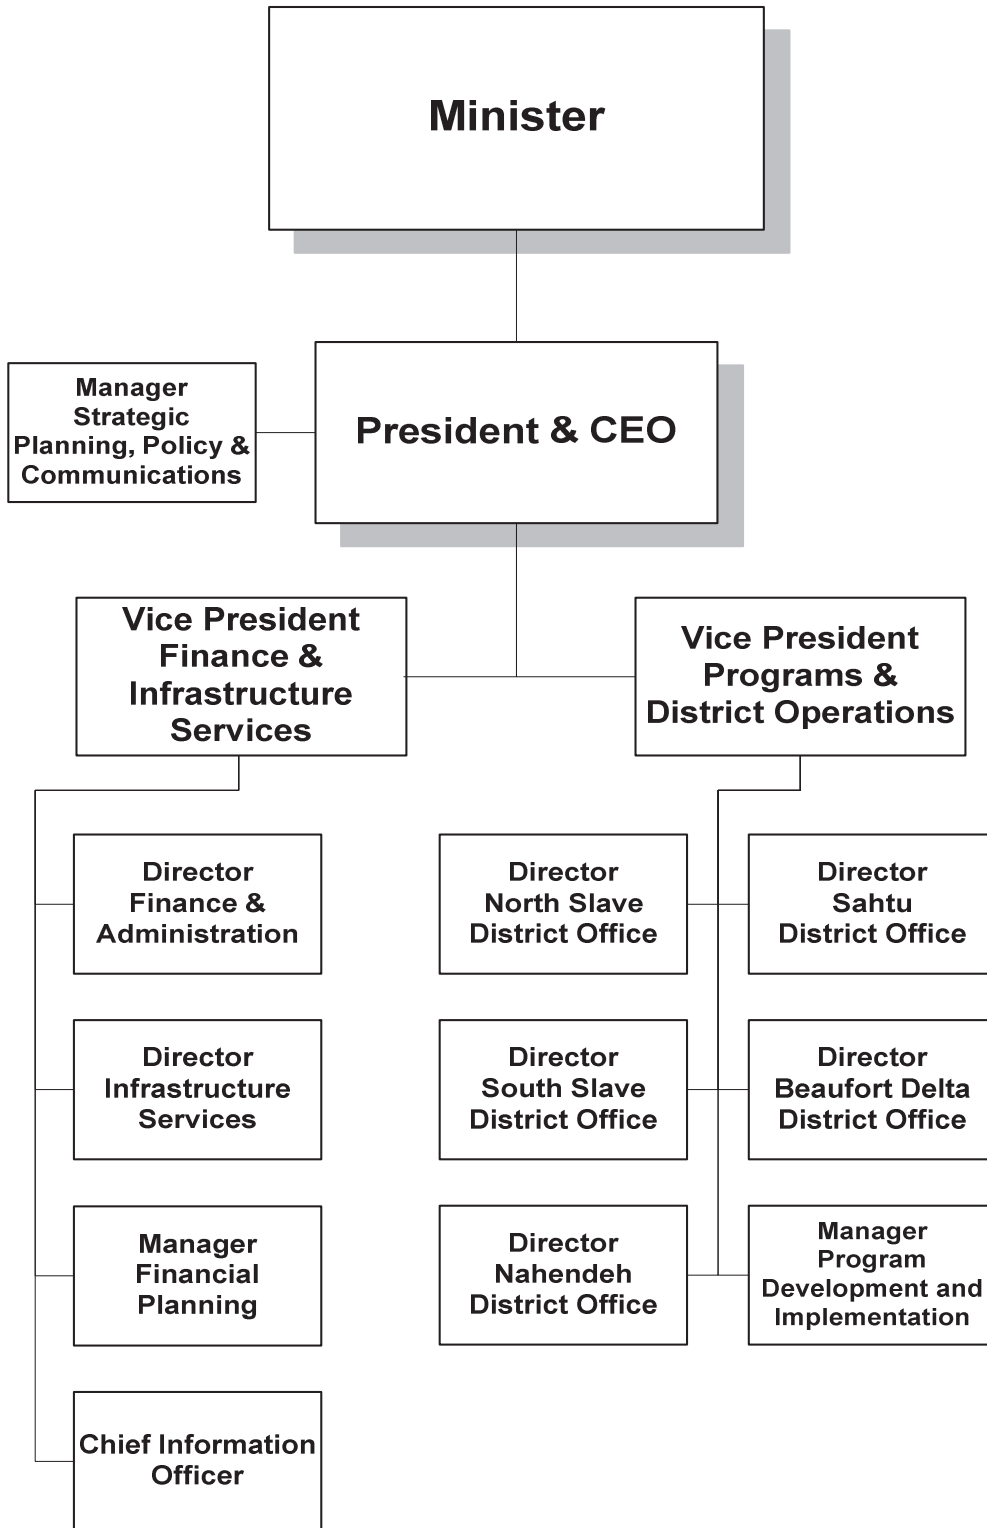 Minister
Manager
Strategic
Planning, Policy &
Communications
President & CEO
Vice President
Finance &
Infrastructure
Services
Vice President
Programs &
District Operations
Director
Finance &
Administration
Director
North Slave
District Office
Director
Sahtu
District Office
Director
Infrastructure
Services
Director
South Slave
District Office
Director
Beaufort Delta
District Office
Manager
Financial
Planning
Director
Nahendeh
District Office
Manager
Program
Development and
Implementation
Chief Information
Officer